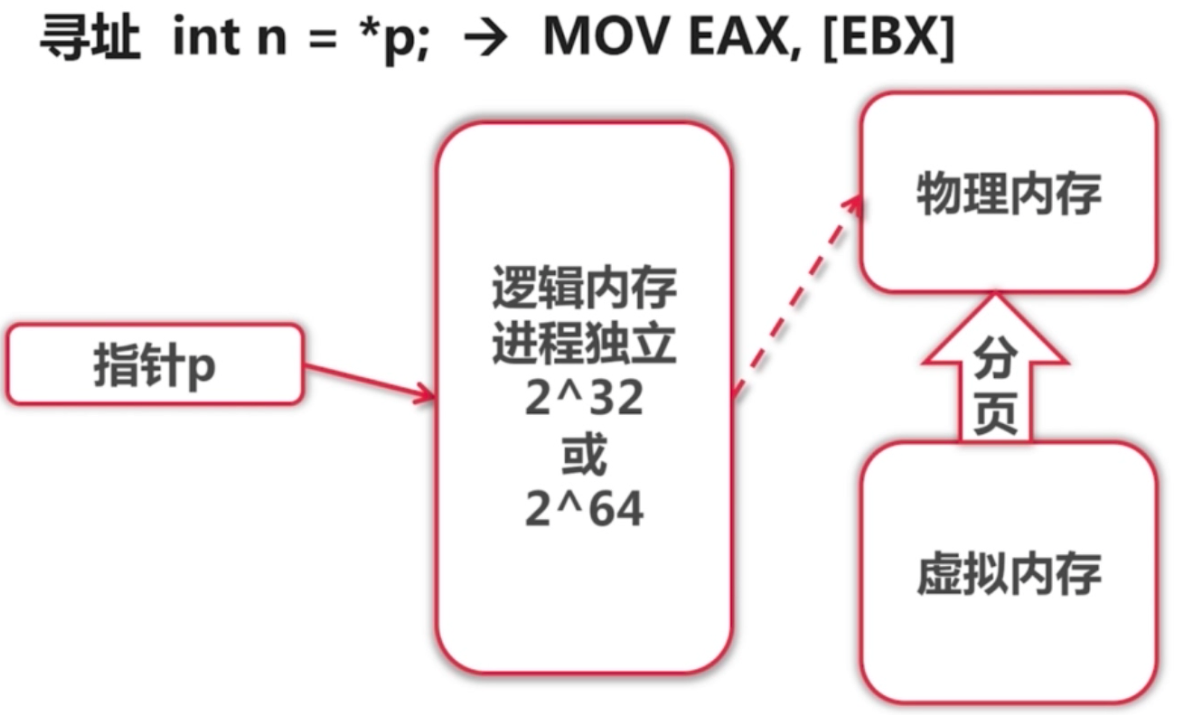 寻址 int n = *p; → MOV EAX, [EBX]
指针p
逻辑内存
进程独立
2^32
或
2^64
物理内存
分
页
虚拟内存